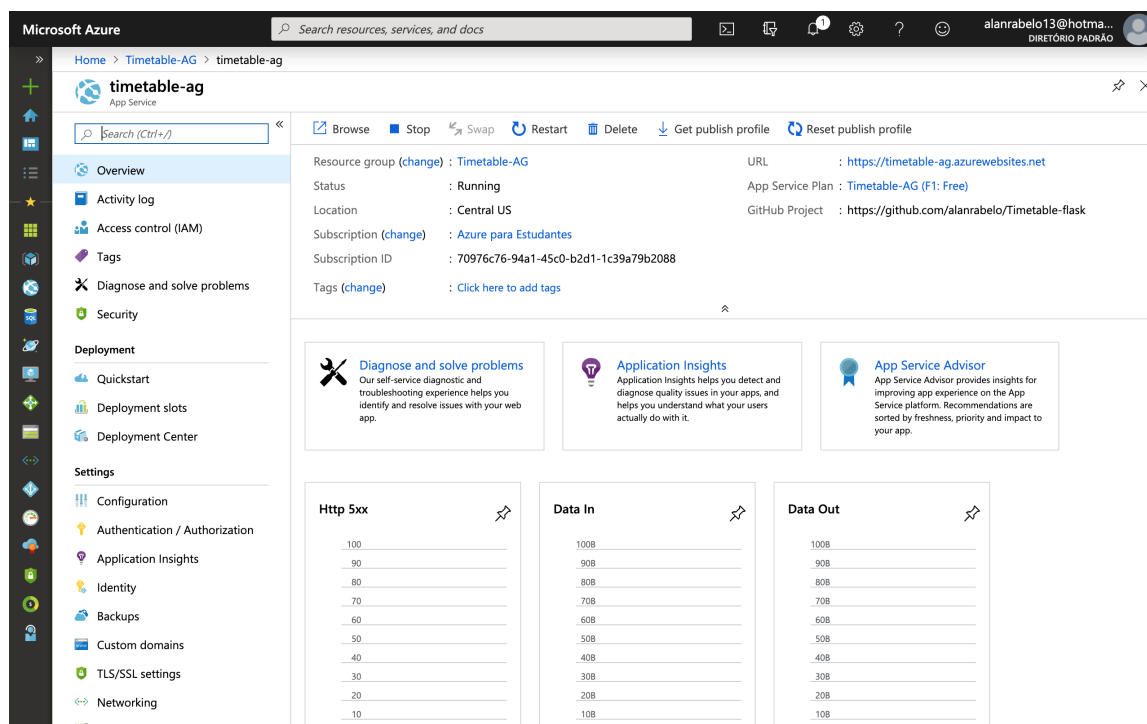 Microsoft Azure
Search resources, services, and docs
1
alanrabelo13@hotma...
DIRETÓRIO PADRÃO
Home > Timetable-AG > timetable-ag
timetable-ag
App Service
Search (Ctrl+/)
Overview
Activity log
Access control (IAM)
Tags
Diagnose and solve problems
Security
Deployment
Quickstart
Deployment slots
Deployment Center
Settings
Configuration
Authentication / Authorization
Application Insights
Identity
Backups
Custom domains
TLS/SSL settings
Networking
Browse Stop Swap Restart Delete Get publish profile Reset publish profile
Resource group (change) : Timetable-AG
Status : Running
Location : Central US
Subscription (change) : Azure para Estudantes
Subscription ID : 70976c76-94a1-45c0-b2d1-1c39a79b2088
Tags (change) : Click here to add tags
URL : https://timetable-ag.azurewebsites.net
App Service Plan : Timetable-AG (F1: Free)
GitHub Project : https://github.com/alanrabelo/Timetable-flask
Diagnose and solve problems
Our self-service diagnostic and
troubleshooting experience helps you
identify and resolve issues with your web
app.
Application Insights
Application Insights helps you detect and
diagnose quality issues in your apps, and
helps you understand what your users
actually do with it.
App Service Advisor
App Service Advisor provides insights for
improving app experience on the App
Service platform. Recommendations are
sorted by freshness, priority and impact to
your app.
Http 5xx
100
90
80
70
60
50
40
30
20
10
Data In
100B
90B
80B
70B
60B
50B
40B
30B
20B
10B
Data Out
100B
90B
80B
70B
60B
50B
40B
30B
20B
10B